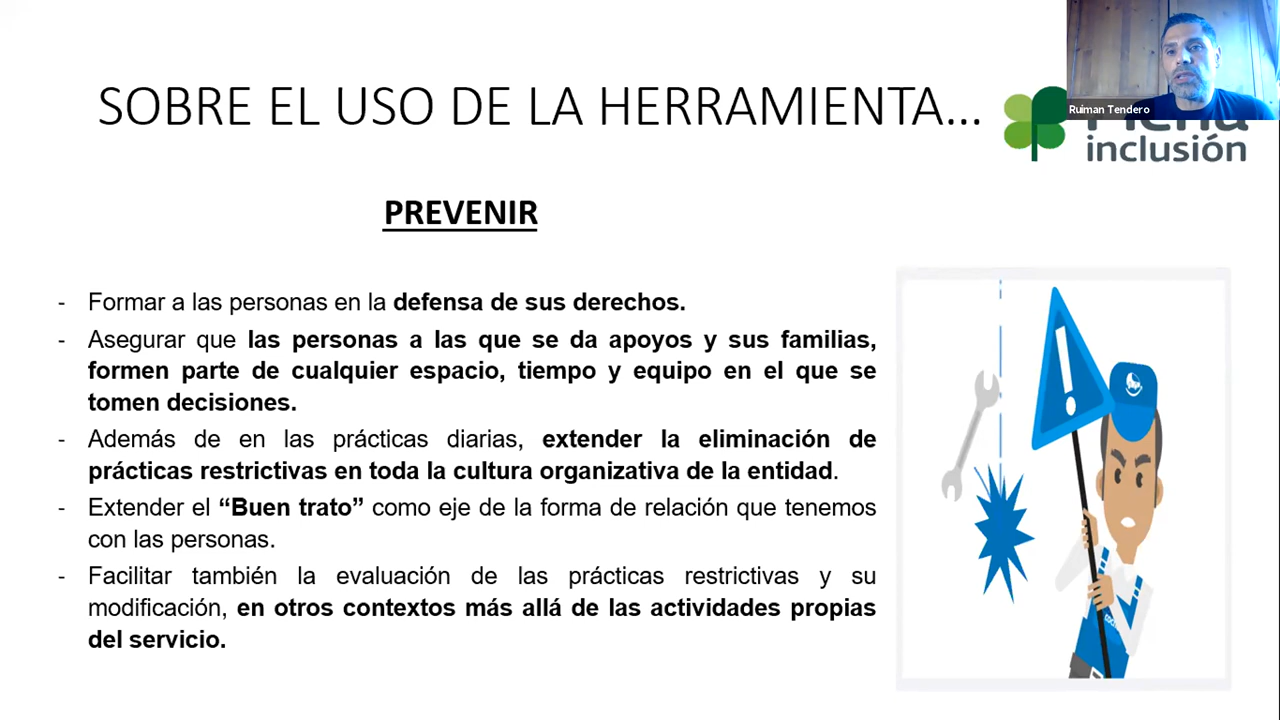 Ruiman Tendero
SOBRE EL USO DE LA HERRAMIENTA...
inclusión
PREVENIR
- Formar a las personas en la defensa de sus derechos.
- Asegurar que las personas a las que se da apoyos y sus familias,
formen parte de cualquier espacio, tiempo y equipo en el que se
tomen decisiones.
- Además de en las prácticas diarias, extender la eliminación de
prácticas restrictivas en toda la cultura organizativa de la entidad.
- Extender el “Buen trato” como eje de la forma de relación que tenemos
con las personas.
- Facilitar también la evaluación de las prácticas restrictivas y su
modificación, en otros contextos más allá de las actividades propias
del servicio.